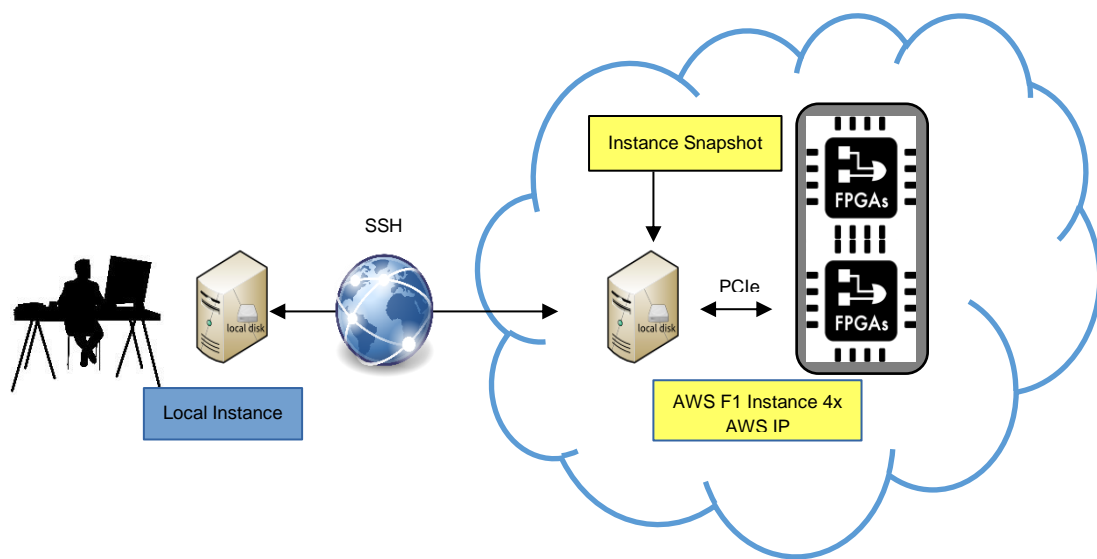 Instance Snapshot
FPGAs
SSH
PCIe
local disk
local disk
FPGAs
Local Instance
AWS F1 Instance 4x
AWS IP